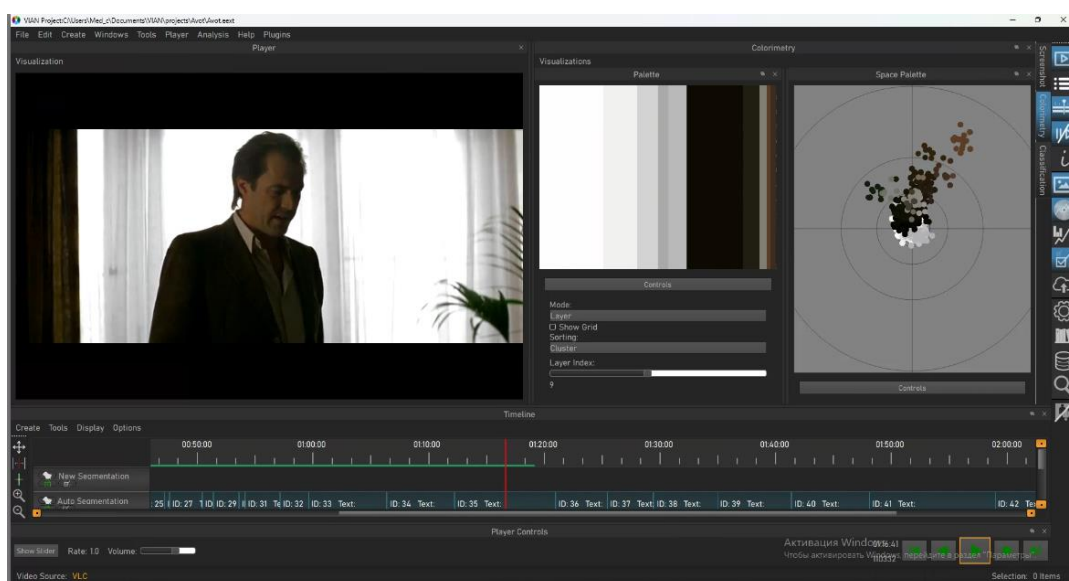 VIAN Project:C:\Users\Med_c\Documents\VIAN\projects\Avot\Avot.eext
File Edit Create Windows Tools Player Analysis Help Plugins
Player
Visualization
Colorimetry
Visualizations
Palette
Space Palette
Screenshot
Colorimetry
Classification
Controls
Mode:
Layer
Show Grid
Sorting:
Cluster
Layer Index:
9
Controls
Timeline
Create Tools Display Options
00:50:00 01:00:00 01:10:00 01:20:00 01:30:00 01:40:00 01:50:00 02:00:00
New Segmentation
Auto Segmentation
25 ID: 27 ID: 29 ID: 31 ID: 32 ID: 33 Text: ID: 34 Text: ID: 35 Text: ID: 36 Text: ID: 37 Text: ID: 38 Text: ID: 39 Text: ID: 40 Text: ID: 41 Text: ID: 42
Player Controls
Show Slider Rate: 1.0 Volume:
Активация Windows
Чтобы активировать Windows, перейдите в раздел "Параметры".
Video Source: VLC
Selection: 0 Items